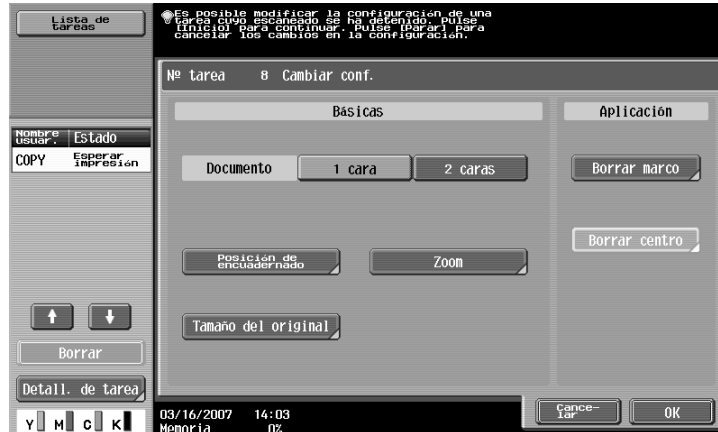 Lista de
tareas
Es posible modificar la configuración de una
tarea cuyo escaneado se ha detenido. Pulse
[Inicio] para continuar. Pulse [Parar] para
cancelar los cambios en la configuración.
Nº tarea 8 Cambiar conf.
Básicas
Aplicación
Nombre
usuar.
Estado
COPY
Esperar
impresión
Documento
1 cara
2 caras
Borrar marco
Borrar centro
Posición de
encuadernado
Zoom
Tamaño del original
Borrar
Detall. de tarea
Y M C K
03/16/2007 14:03
Memoria 0%
Cance-
lar
OK